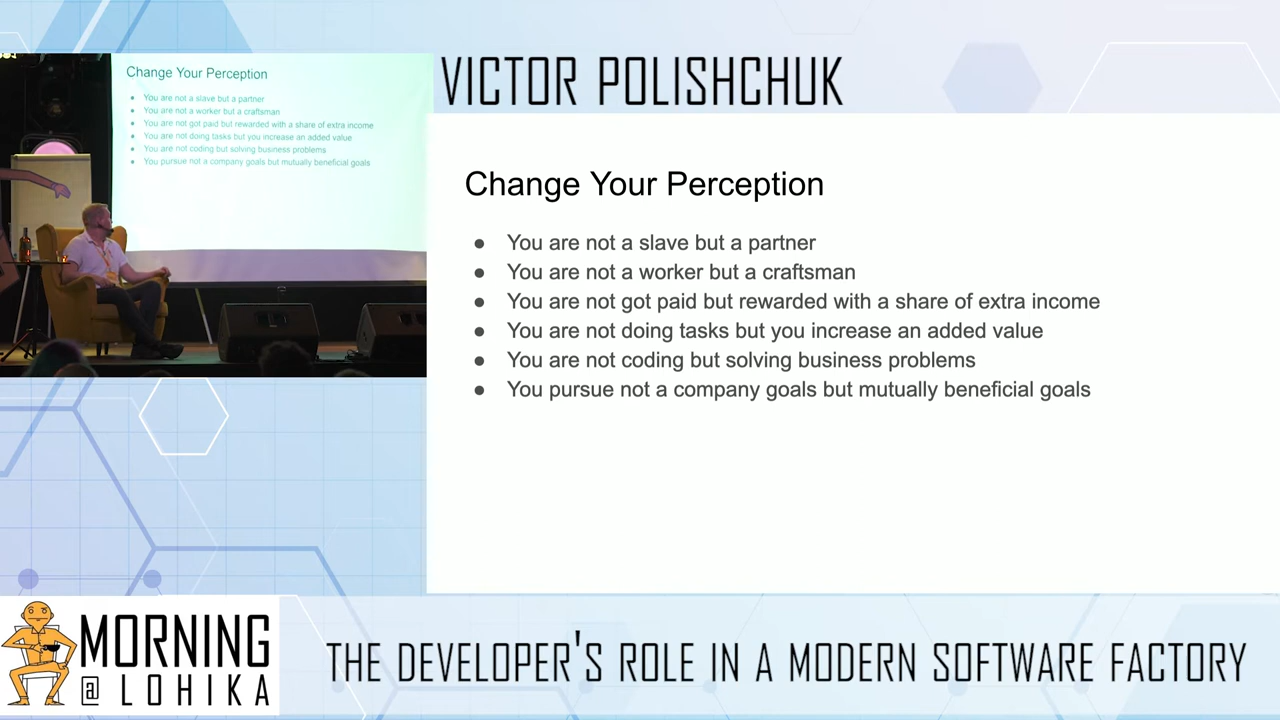 VICTOR POLISHCHUK
Change Your Perception
● You are not a slave but a partner
● You are not a worker but a craftsman
● You are not got paid but rewarded with a share of extra income
● You are not doing tasks but you increase an added value
● You are not coding but solving business problems
● You pursue not a company goals but mutually beneficial goals
Change Your Perception
● You are not a slave but a partner
● You are not a worker but a craftsman
● You are not got paid but rewarded with a share of extra income
● You are not doing tasks but you increase an added value
● You are not coding but solving business problems
● You pursue not a company goals but mutually beneficial goals
MORNING
@ LOHIKA
THE DEVELOPER'S ROLE IN A MODERN SOFTWARE FACTORY